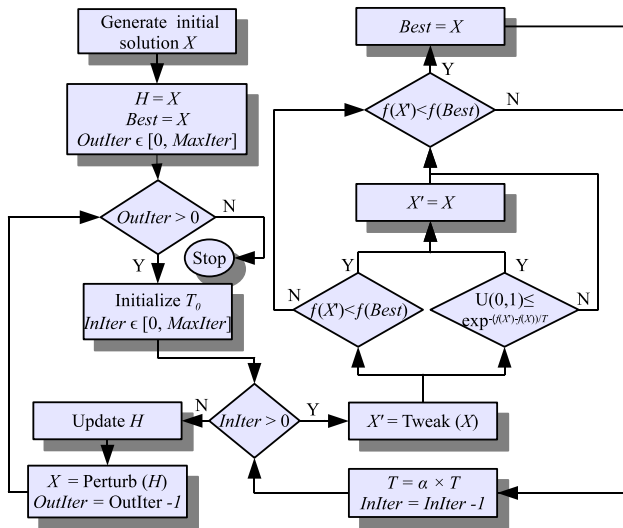 Generate initial
solution X
H = X
Best = X
OutIter ϵ [0, MaxIter]
OutIter > 0
N
Y
Stop
Initialize T₀
InIter ϵ [0, MaxIter]
InIter > 0
N
Y
Update H
X = Perturb (H)
OutIter = OutIter -1
Best = X
Y
f(X')<f(Best)
N
X' = X
Y
Y
N
f(X')<f(Best)
U(0,1)≤
exp-(f(X')-f(X))/T
N
X' = Tweak (X)
T = α × T
InIter = InIter -1